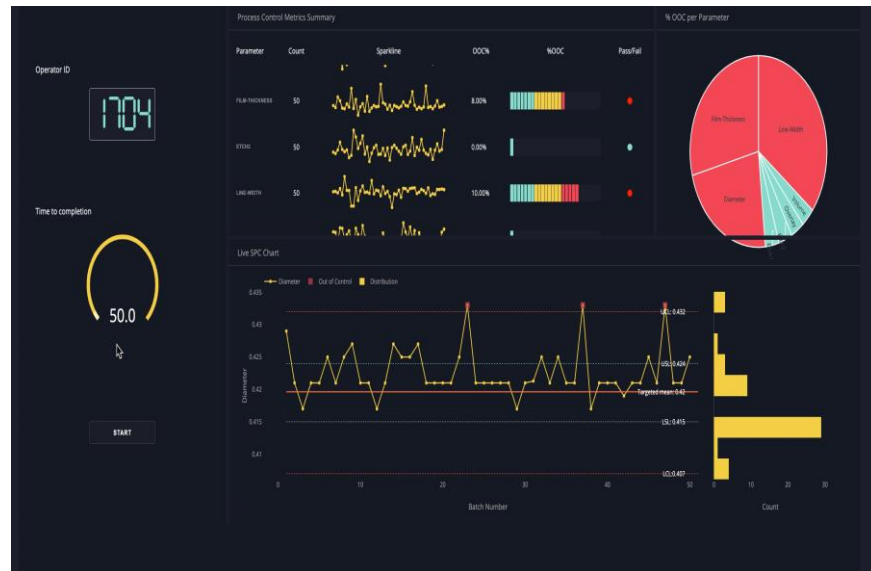 Process Control Metrics Summary
% OOC per Parameter
Parameter Count Sparkline OOC% %OOC Pass/Fail
Operator ID
1704
FILM-THICKNESS 50 8.00%
ETCH1 50 0.00%
LINE-WIDTH 50 10.00%
Film-Thickness
Line-Width
Diameter
Volume
Overlay
Time to completion
50.0
START
Live SPC Chart
Diameter Out of Control Distribution
0.435
0.43
0.425
0.42
0.415
0.41
Diameter
UCL: 0.432
USL: 0.424
Targeted mean: 0.42
LSL: 0.415
LCL:0.407
0 10 20 30 40 50
Batch Number
0 10 20 30
Count